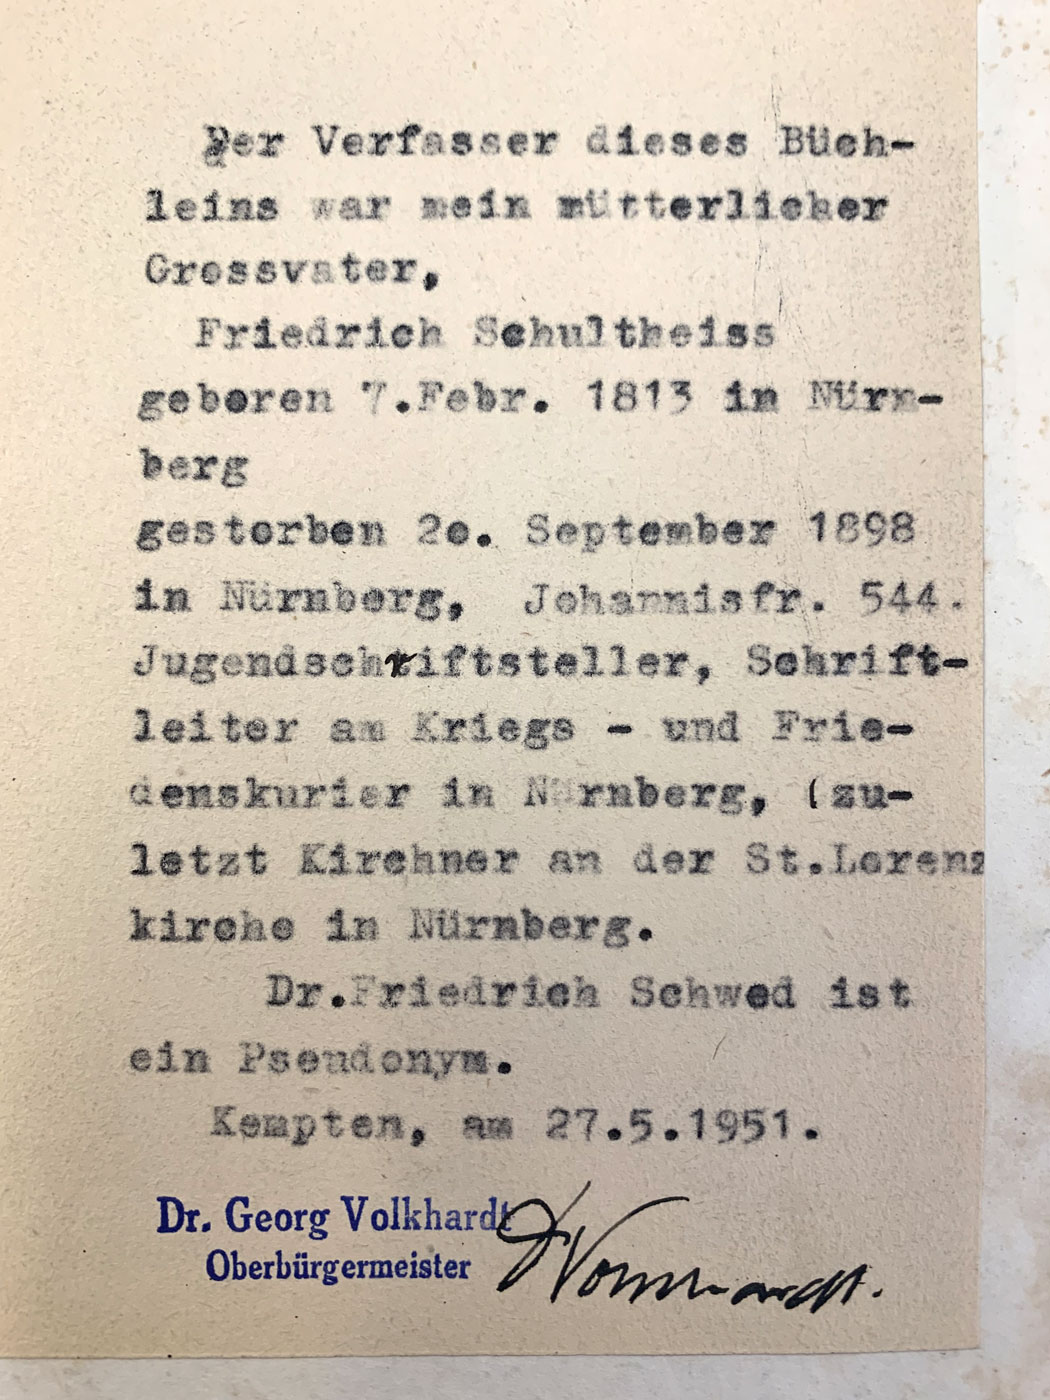 Der Verfasser dieses Büch-
leins war mein mütterlicher
Grossvater,
Friedrich Schultheiss
geboren 7.Febr. 1813 in Nürn-
berg
gestorben 2o. September 1898
in Nürnberg, Johannisfr. 544.
Jugendschriftsteller, Schrift-
leiter am Kriegs - und Frie-
denskurier in Nürnberg, (zu-
letzt Kirchner an der St.Lorenz
kirche in Nürnberg.
Dr.Friedrich Schwed ist
ein Pseudonym.
Kempten, am 27.5.1951.
Dr. Georg Volkhardt
Oberbürgermeister
Dr Volkhardt.